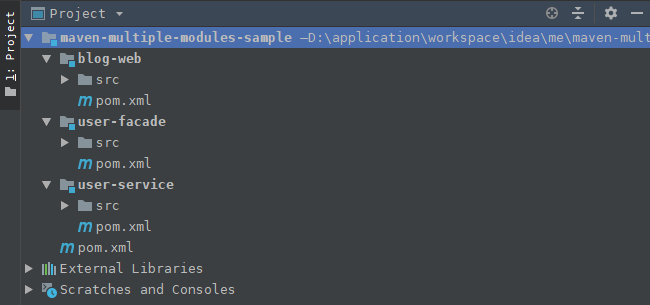 Project
1: Project
maven-multiple-modules-sample – D:\application\workspace\idea\me\maven-mult
blog-web
src
m pom.xml
user-facade
src
m pom.xml
user-service
src
m pom.xml
m pom.xml
External Libraries
Scratches and Consoles